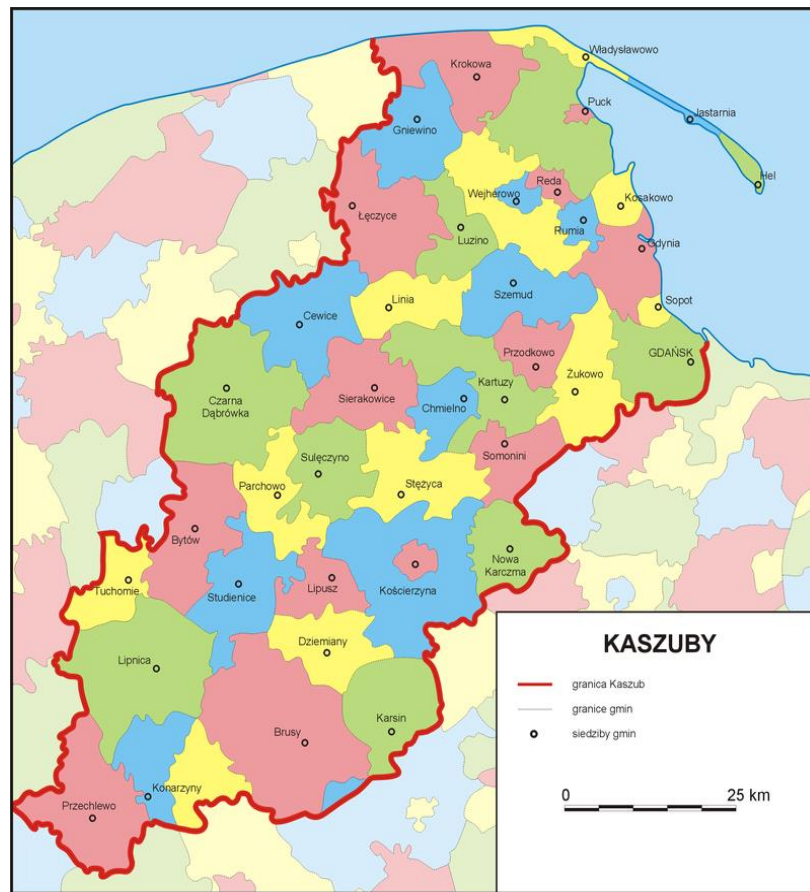 Władysławowo
Krokowa
Puck
Jastarnia
Gniewino
Hel
Reda
Wejherowo
Kosakowo
Łęczyce
Luzino
Rumia
Gdynia
Szemud
Linia
Sopot
Cewice
Przodkowo
GDAŃSK
Kartuzy
Żukowo
Czarna
Dąbrówka
Sierakowice
Chmielno
Somonini
Sulęczyno
Parchowo
Stężyca
Bytów
Nowa
Karczma
Tuchomie
Studienice
Lipusz
Kościerzyna
Dziemiany
Lipnica
Karsin
Brusy
Konarzyny
Przechlewo
KASZUBY
granica Kaszub
granice gmin
siedziby gmin
0 25 km